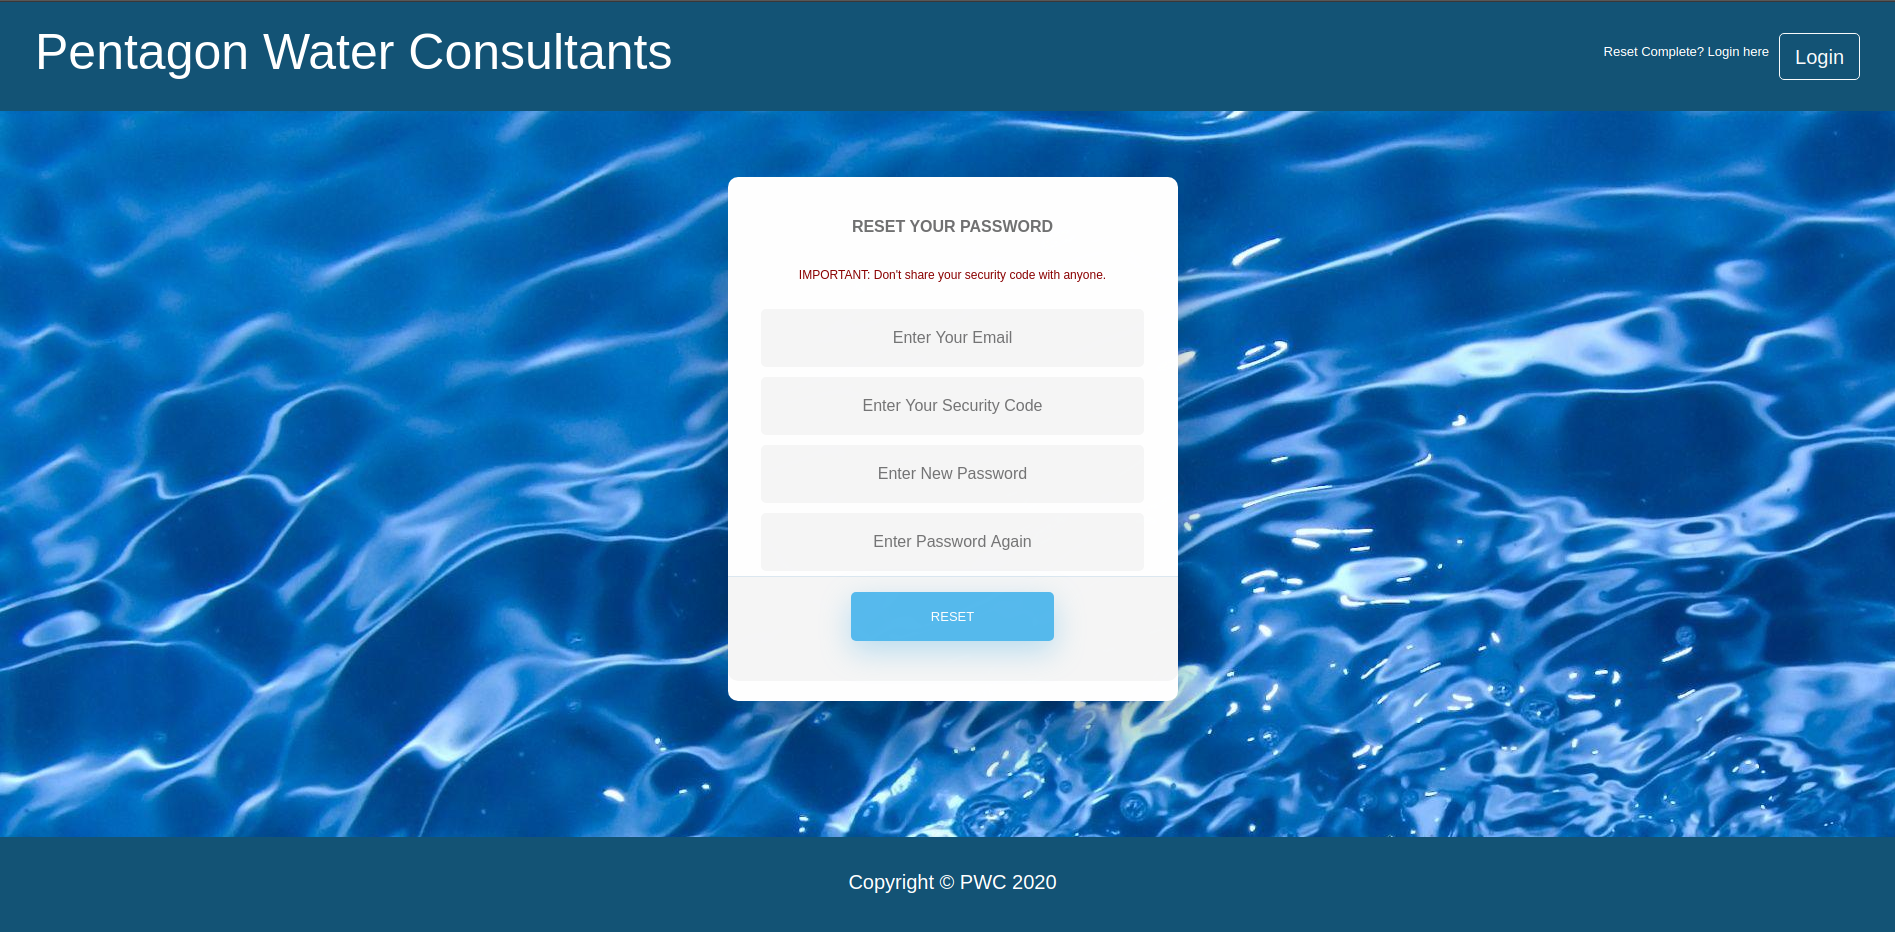 Pentagon Water Consultants
Reset Complete? Login here
Login
RESET YOUR PASSWORD
IMPORTANT: Don't share your security code with anyone.
Enter Your Email
Enter Your Security Code
Enter New Password
Enter Password Again
RESET
Copyright © PWC 2020